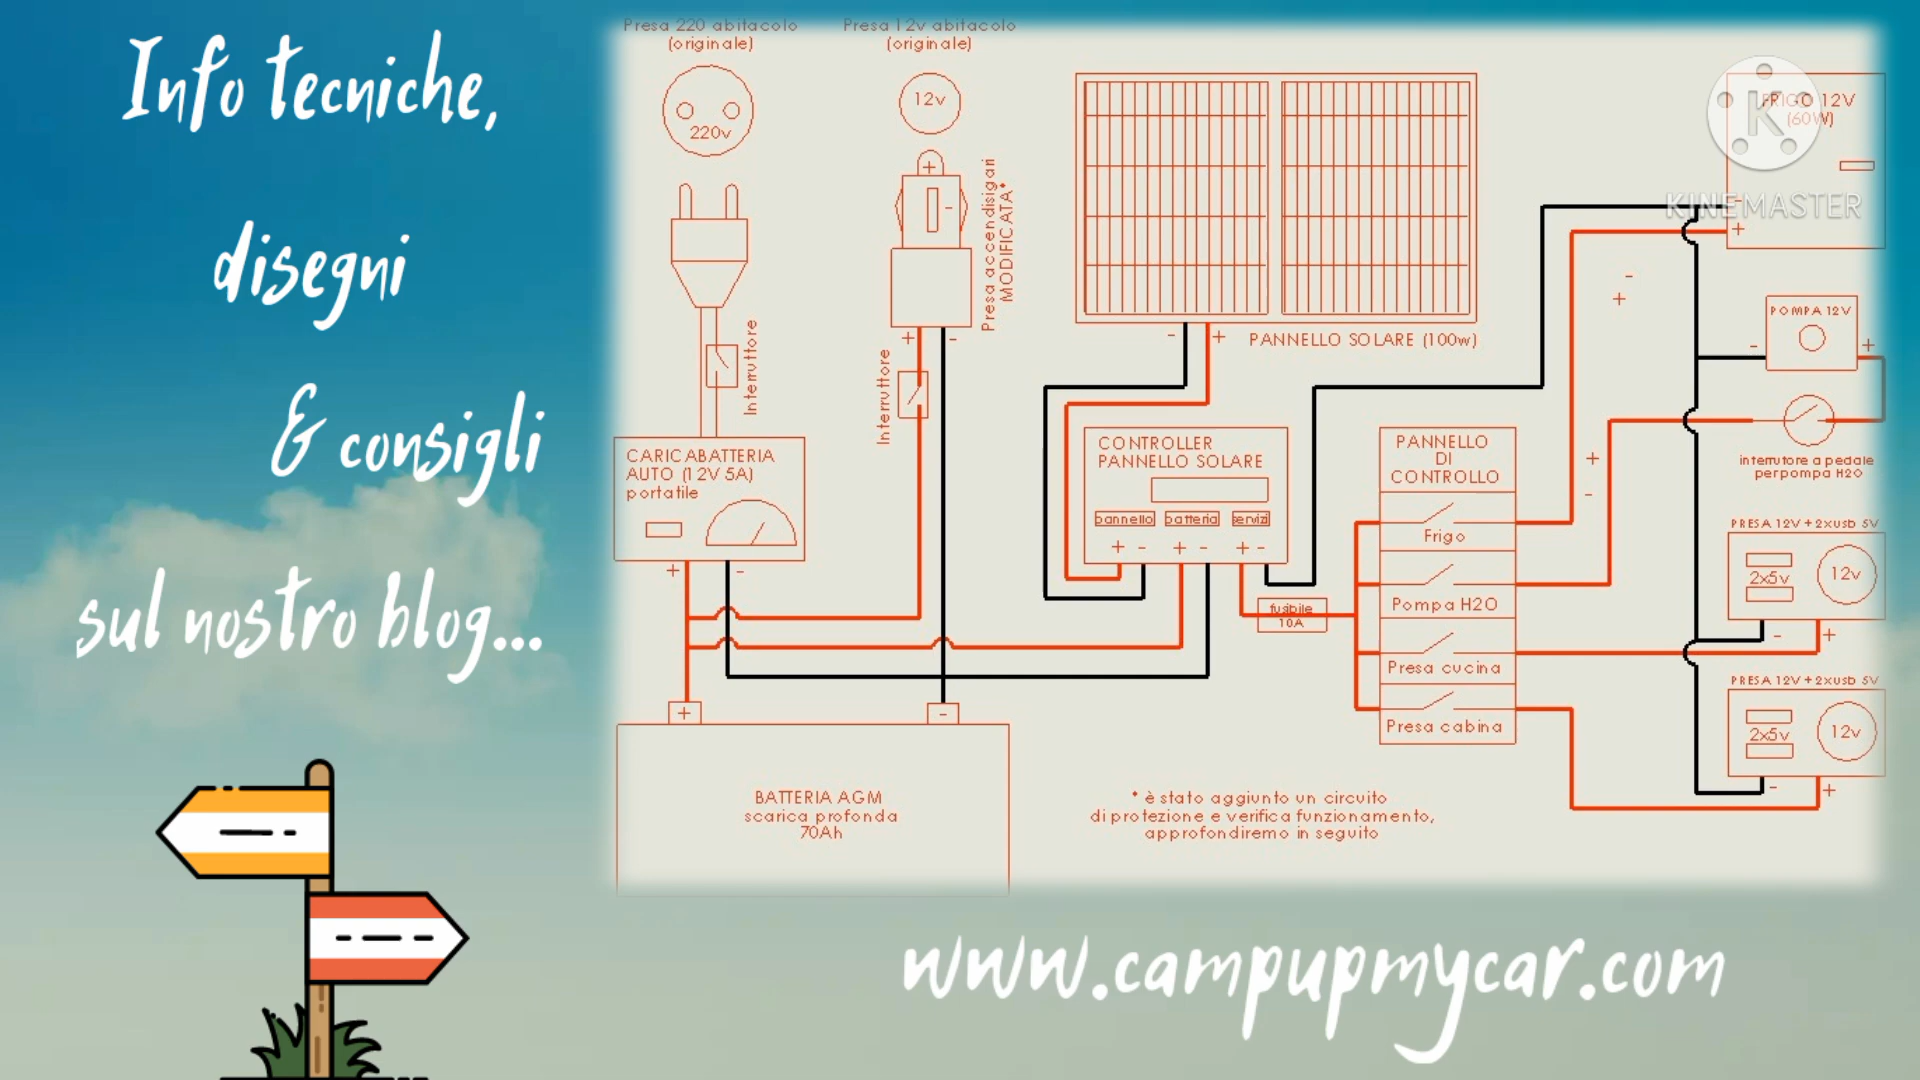 Info tecniche,
disegni
& consigli
sul nostro blog...
Presa 220 abitacolo
(originale)
220v
Interruttore
Presa 12v abitacolo
(originale)
12v
+
-
Presa accendisigari
MODIFICATA*
+ -
Interruttore
CARICABATTERIA
AUTO (12V 5A)
portatile
+ -
+ -
BATTERIA AGM
scarica profonda
70Ah
- +
PANNELLO SOLARE (100w)
CONTROLLER
PANNELLO SOLARE
pannello batteria servizi
+ - + - + -
fusibile
10A
PANNELLO
DI
CONTROLLO
Frigo
Pompa H2O
Presa cucina
Presa cabina
* è stato aggiunto un circuito
di protezione e verifica funzionamento,
approfondiremo in seguito
FRIGO 12V
(60W)
-
+
K
KINEMASTER
-
+
POMPA 12V
- +
+
-
interrutore a pedale
perpompa H2O
PRESA 12V + 2xusb 5V
2x5v 12v
- +
PRESA 12V + 2xusb 5V
2x5v 12v
- +
www.campupmycar.com